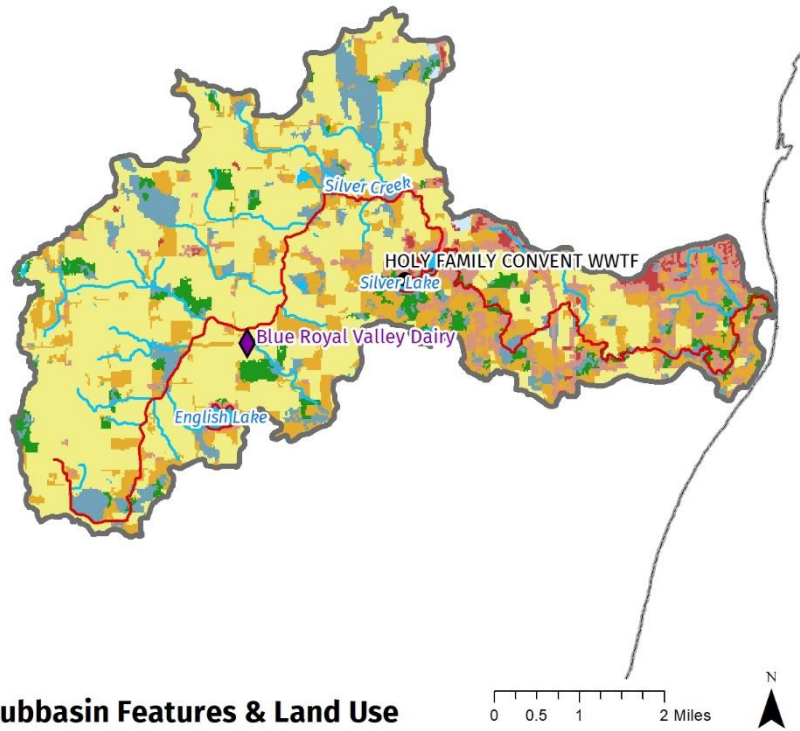 Silver Creek
HOLY FAMILY CONVENT WWTF
Silver Lake
Blue Royal Valley Dairy
English Lake
ubbasin Features & Land Use
0 0.5 1 2 Miles
N